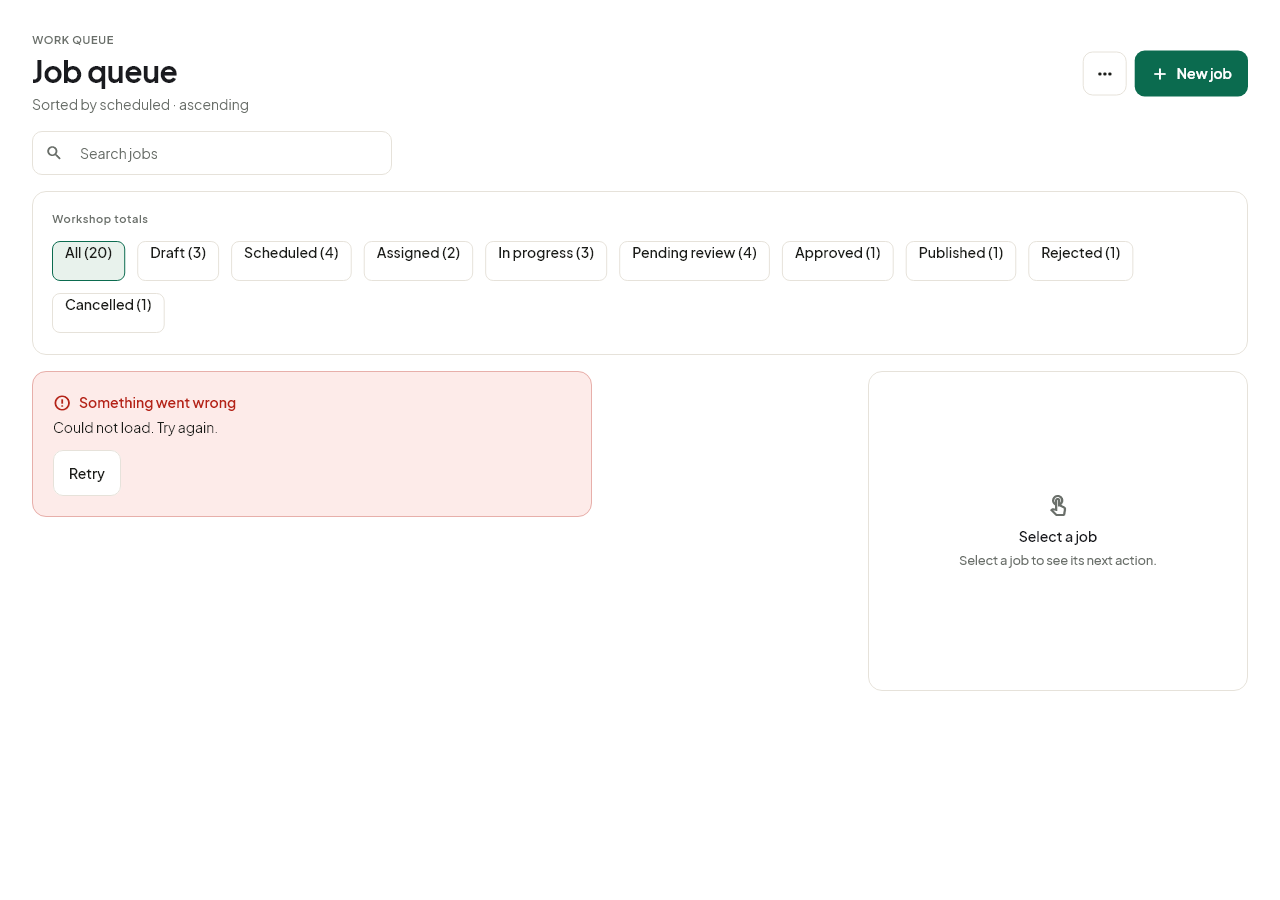 WORK QUEUE
Job queue
Sorted by scheduled · ascending
New job
Search jobs
Workshop totals
All (20) Draft (3) Scheduled (4) Assigned (2) In progress (3) Pending review (4) Approved (1) Published (1) Rejected (1)
Cancelled (1)
Something went wrong
Could not load. Try again.
Retry
Select a job
Select a job to see its next action.